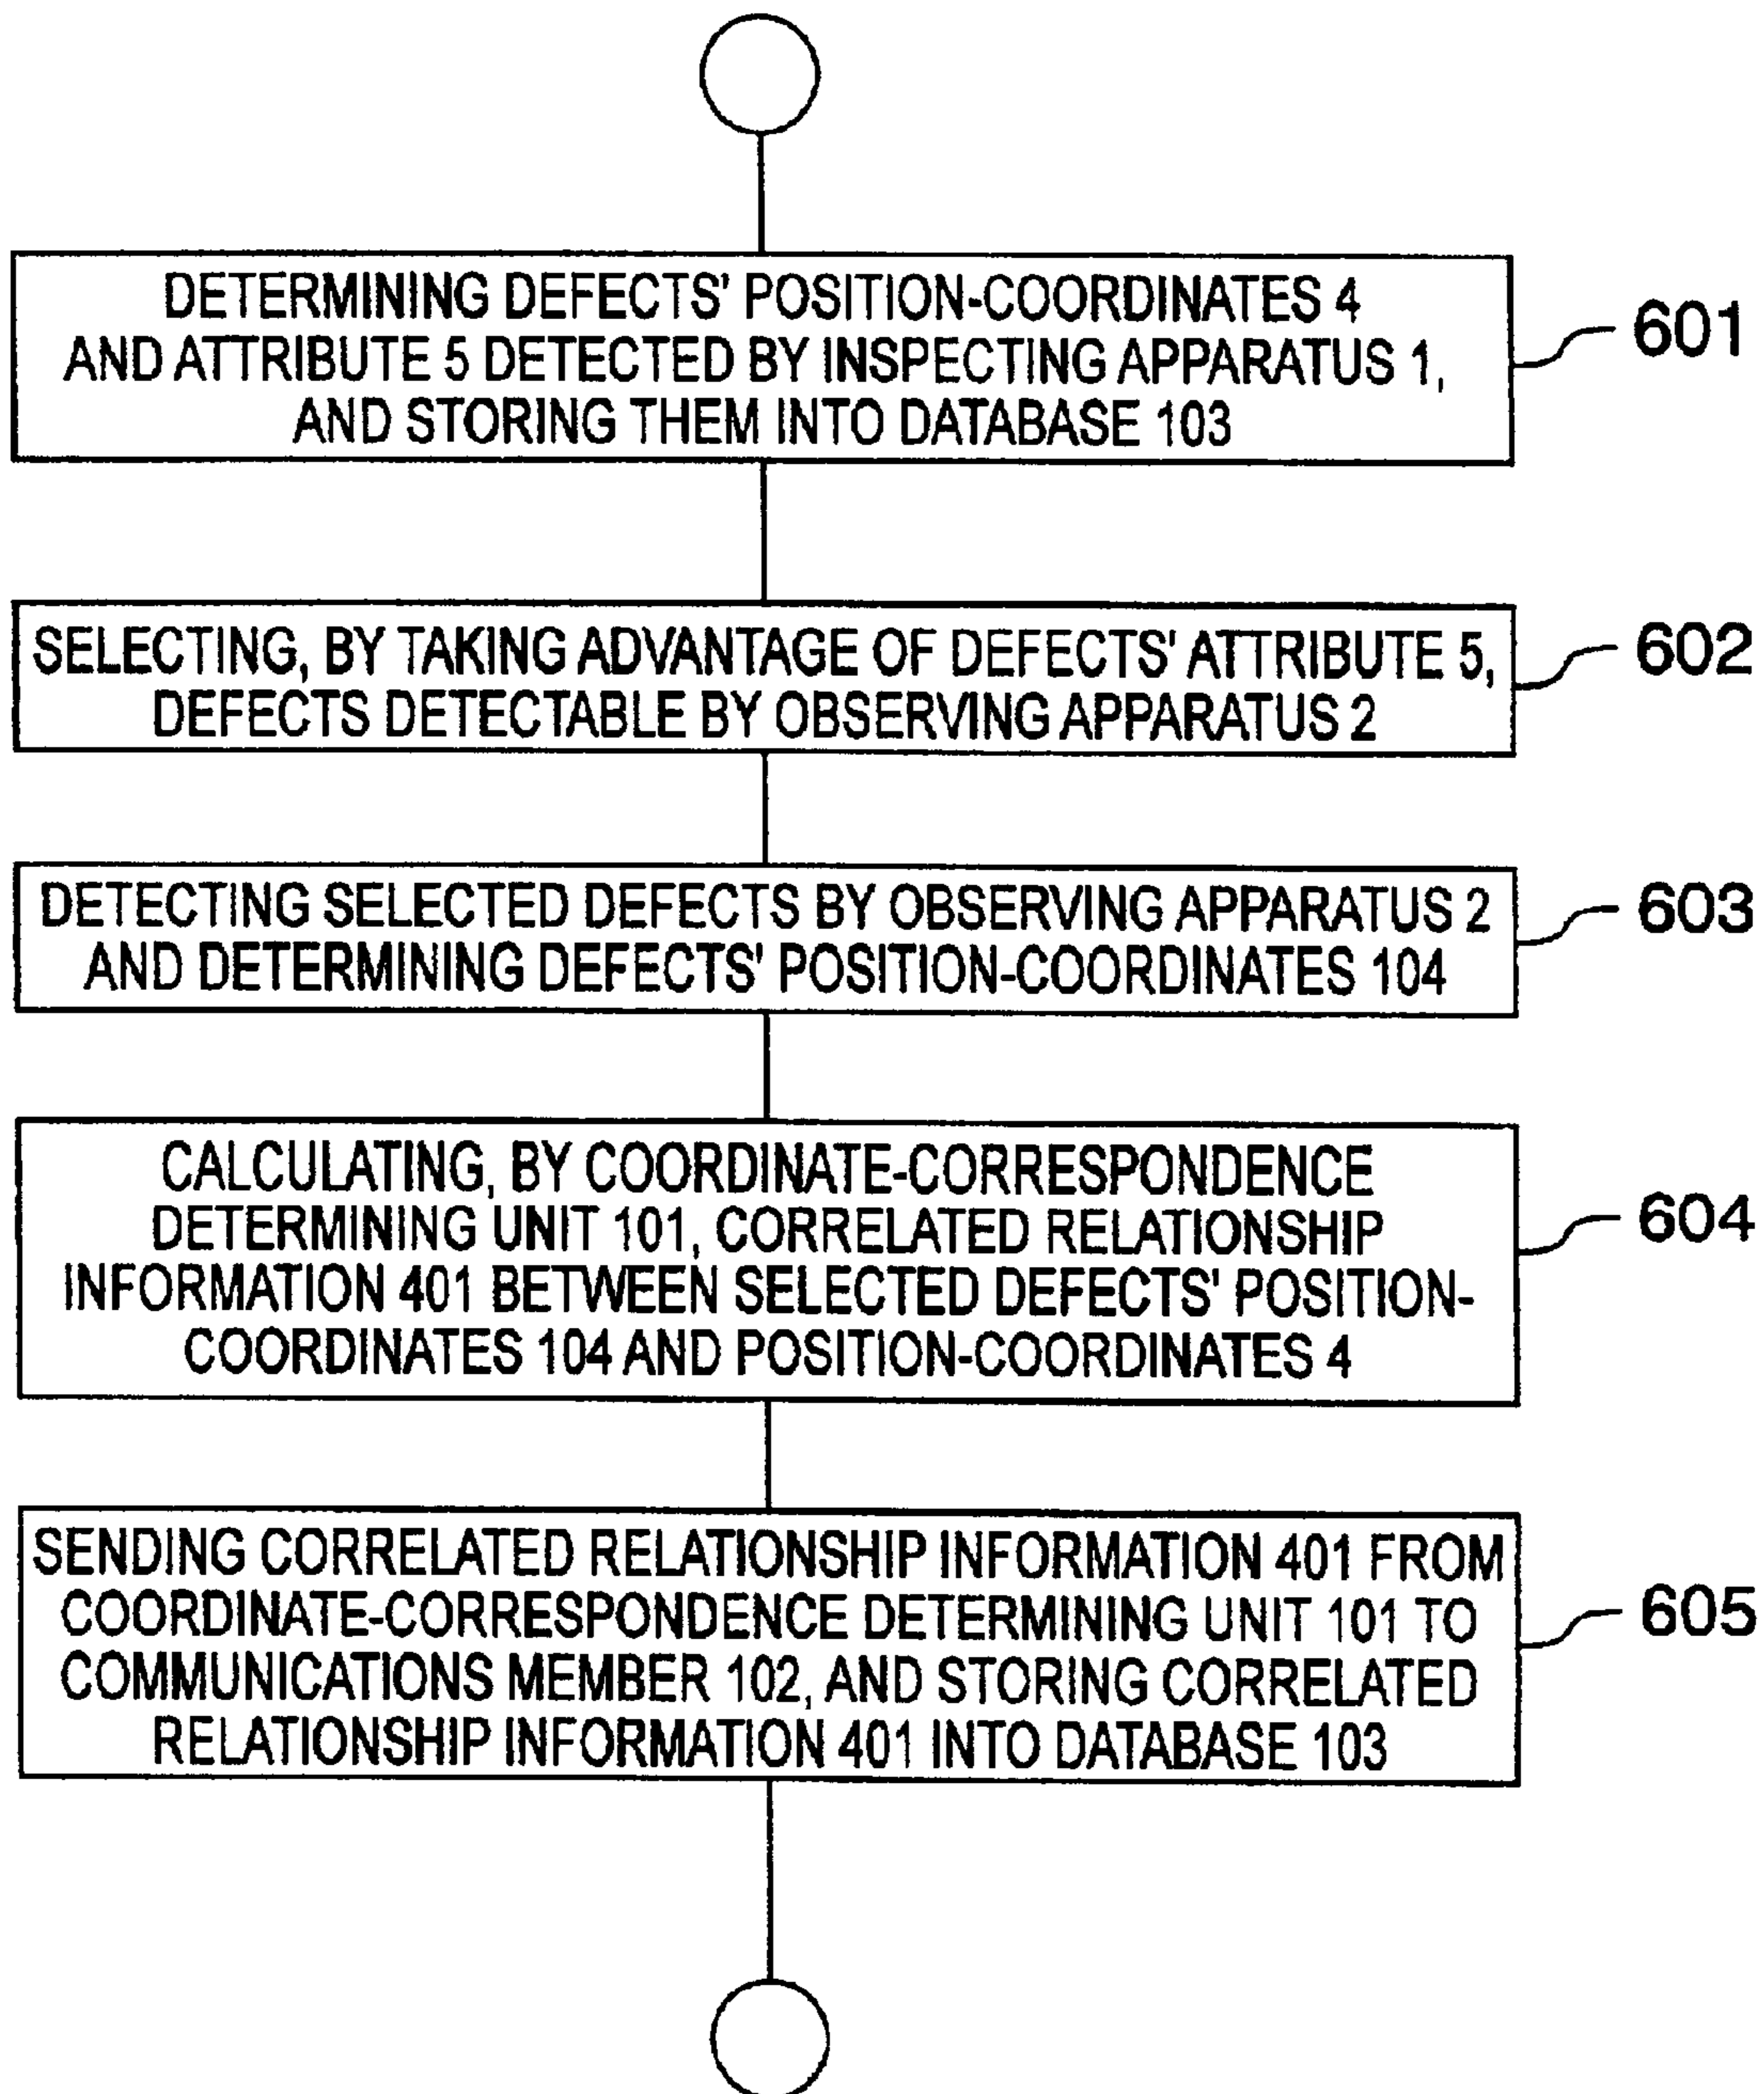 DETERMINING DEFECTS' POSITION-COORDINATES 4
AND ATTRIBUTE 5 DETECTED BY INSPECTING APPARATUS 1,
AND STORING THEM INTO DATABASE 103
601
SELECTING, BY TAKING ADVANTAGE OF DEFECTS' ATTRIBUTE 5,
DEFECTS DETECTABLE BY OBSERVING APPARATUS 2
602
DETECTING SELECTED DEFECTS BY OBSERVING APPARATUS 2
AND DETERMINING DEFECTS' POSITION-COORDINATES 104
603
CALCULATING, BY COORDINATE-CORRESPONDENCE
DETERMINING UNIT 101, CORRELATED RELATIONSHIP
INFORMATION 401 BETWEEN SELECTED DEFECTS' POSITION-
COORDINATES 104 AND POSITION-COORDINATES 4
604
SENDING CORRELATED RELATIONSHIP INFORMATION 401 FROM
COORDINATE-CORRESPONDENCE DETERMINING UNIT 101 TO
COMMUNICATIONS MEMBER 102, AND STORING CORRELATED
RELATIONSHIP INFORMATION 401 INTO DATABASE 103
605